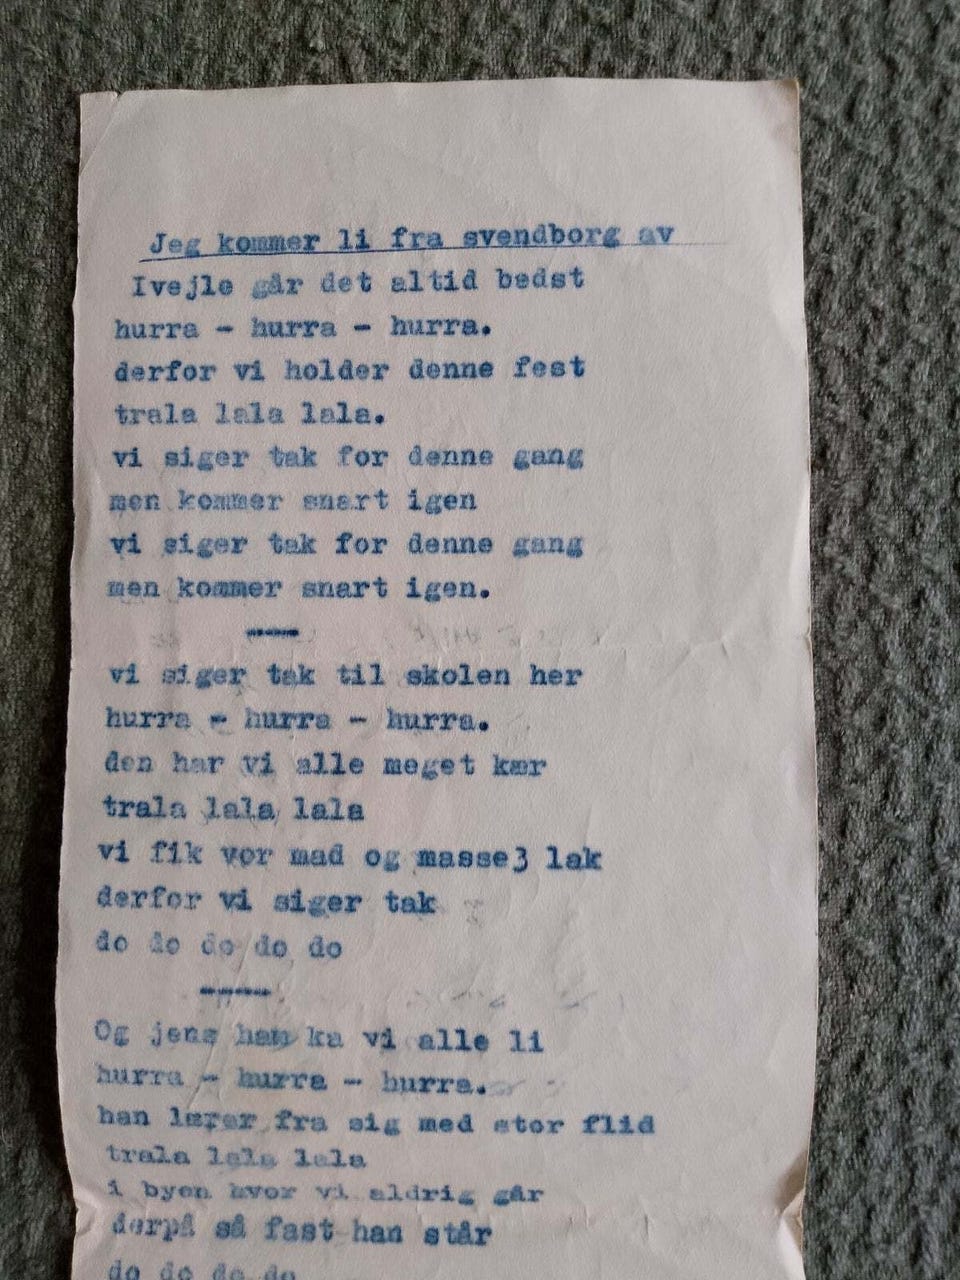 Jeg kommer li fra svendborg av
Ivejle går det altid bedst
hurra - hurra - hurra.
derfor vi holder denne fest
trala lala lala.
vi siger tak for denne gang
men kommer snart igen
vi siger tak for denne gang
men kommer snart igen.
----
vi siger tak til skolen her
hurra - hurra - hurra.
den har vi alle meget kær
trala lala lala
vi fik vor mad og masse3 lak
derfor vi siger tak
do do do do do
-----
Og jens ham ka vi alle li
hurra - hurra - hurra.
han lærer fra sig med stor flid
trala lala lala
i byen hvor vi aldrig går
derpå så fast han står
do do do do